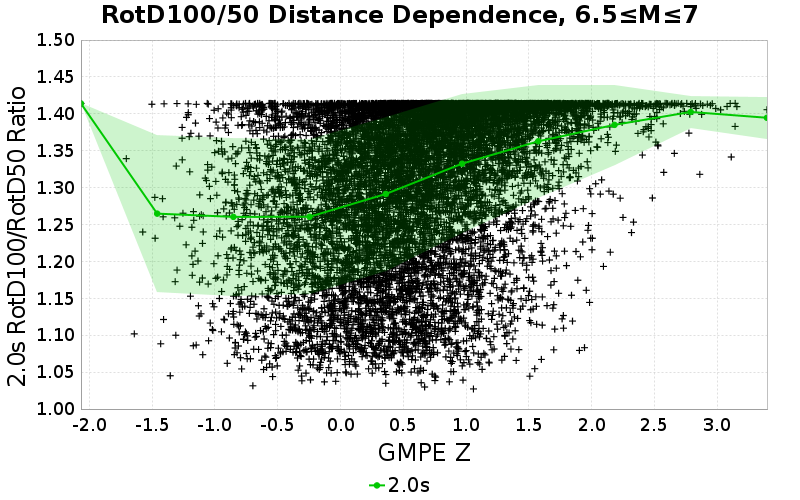 RotD100/50 Distance Dependence, 6.5≤M≤7
2.0s RotD100/RotD50 Ratio
1.50
1.45
1.40
1.35
1.30
1.25
1.20
1.15
1.10
1.05
1.00
-2.0 -1.5 -1.0 -0.5 0.0 0.5 1.0 1.5 2.0 2.5 3.0
GMPE Z
2.0s